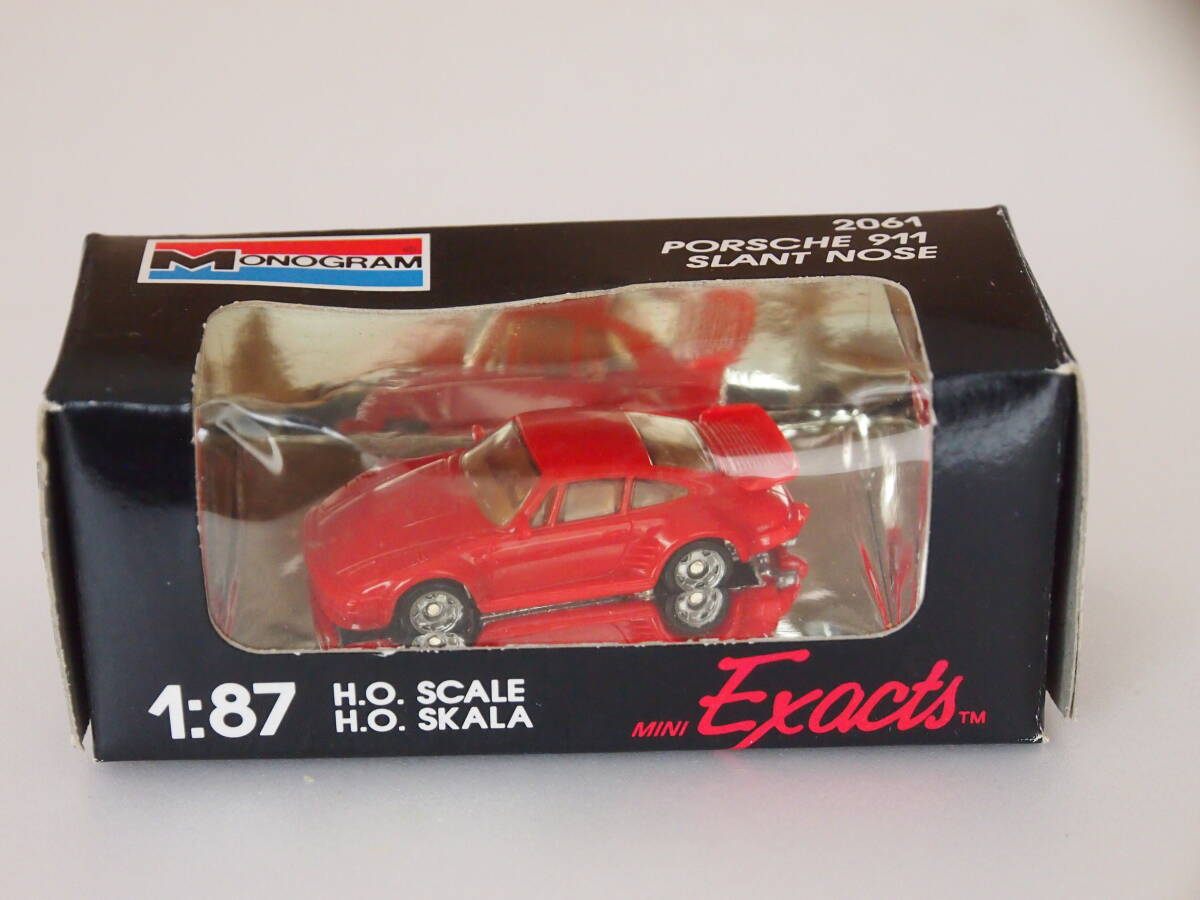 MONOGRAM®
2061
PORSCHE 911
SLANT NOSE
1:87
H.O. SCALE
H.O. SKALA
MINI Exacts™